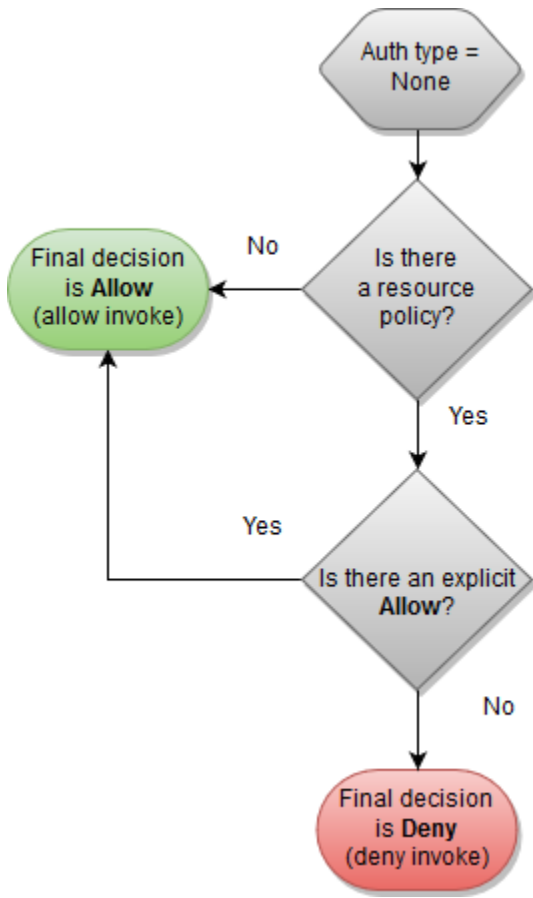 Auth type =
None
Is there
a resource
policy?
No
Final decision
is Allow
(allow invoke)
Yes
Is there an explicit
Allow?
Yes
No
Final decision
is Deny
(deny invoke)